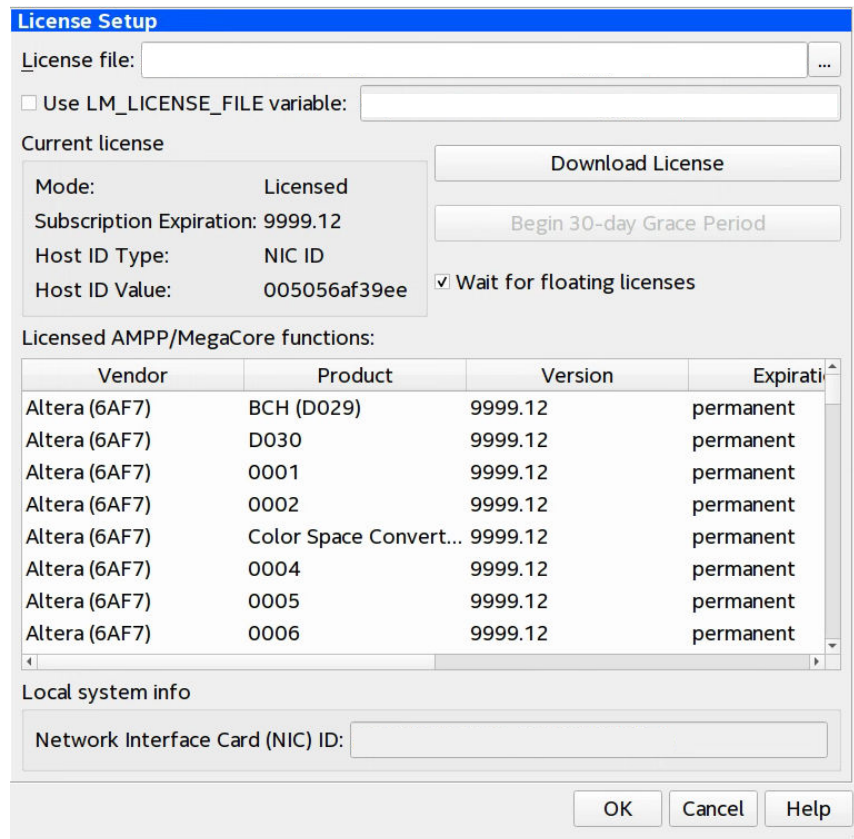 License Setup
License file:
...
Use LM_LICENSE_FILE variable:
Current license
Download License
Mode: Licensed
Subscription Expiration: 9999.12
Begin 30-day Grace Period
Host ID Type: NIC ID
Host ID Value: 005056af39ee
Wait for floating licenses
Licensed AMPP/MegaCore functions:
Vendor Product Version Expirati
Altera (6AF7) BCH (D029) 9999.12 permanent
Altera (6AF7) D030 9999.12 permanent
Altera (6AF7) 0001 9999.12 permanent
Altera (6AF7) 0002 9999.12 permanent
Altera (6AF7) Color Space Convert... 9999.12 permanent
Altera (6AF7) 0004 9999.12 permanent
Altera (6AF7) 0005 9999.12 permanent
Altera (6AF7) 0006 9999.12 permanent
Local system info
Network Interface Card (NIC) ID:
OK Cancel Help